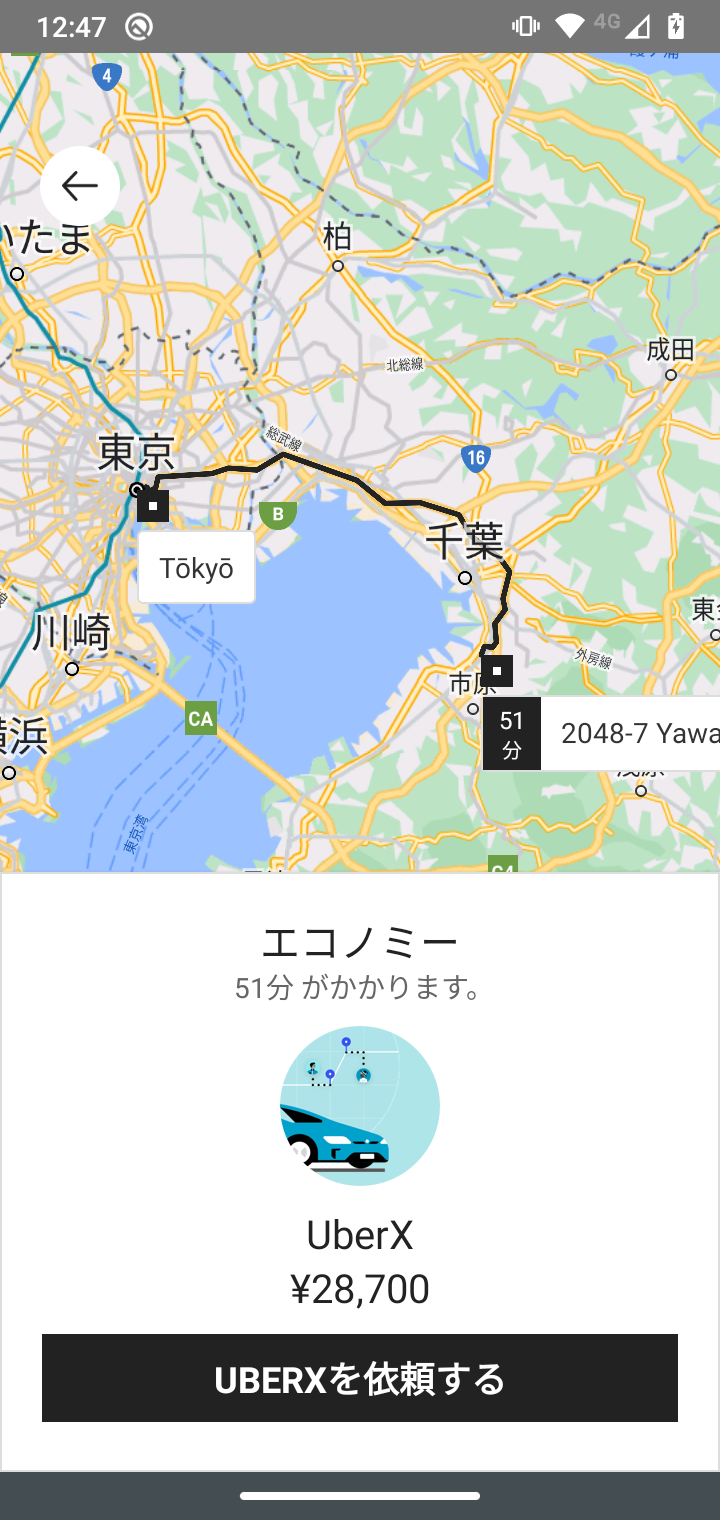 12:47
4G
4
いたま
柏
成田
北総線
東京
総武線
16
B
千葉
Tōkyō
川崎
外房線
市原
CA
51
分
2048-7 Yawa
横浜
東京湾
C4
エコノミー
51分 がかかります。
UberX
¥28,700
UBERXを依頼する